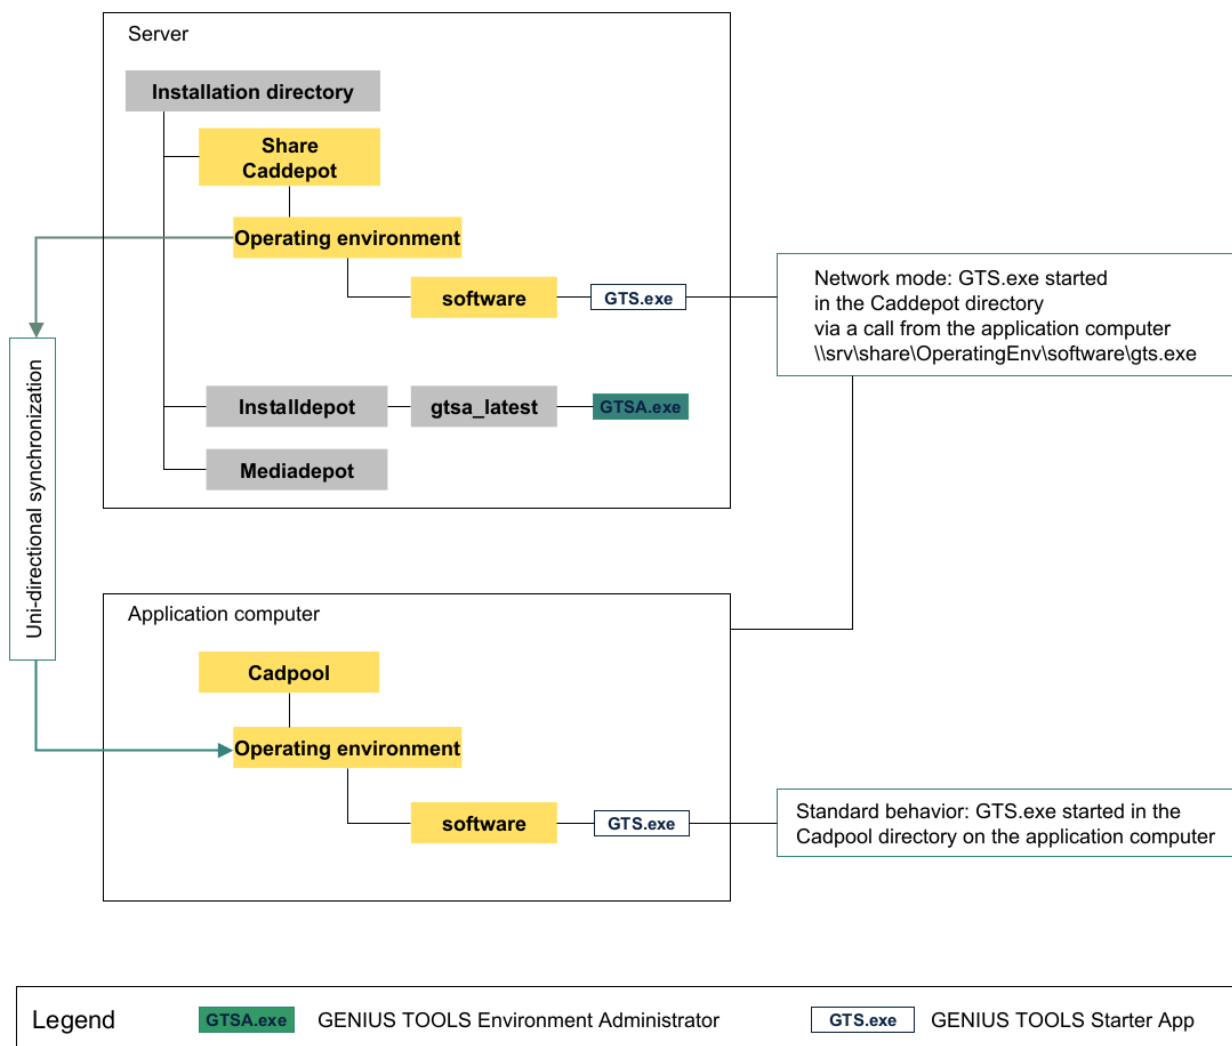 Server
Installation directory
Share
Caddepot
Operating environment
software
GTS.exe
Network mode: GTS.exe started
in the Caddepot directory
via a call from the application computer
\\srv\share\OperatingEnv\software\gts.exe
Installdepot
gtsa_latest
GTSA.exe
Mediadepot
Uni-directional synchronization
Application computer
Cadpool
Operating environment
software
GTS.exe
Standard behavior: GTS.exe started in the
Cadpool directory on the application computer
Legend
GTSA.exe
GENIUS TOOLS Environment Administrator
GTS.exe
GENIUS TOOLS Starter App